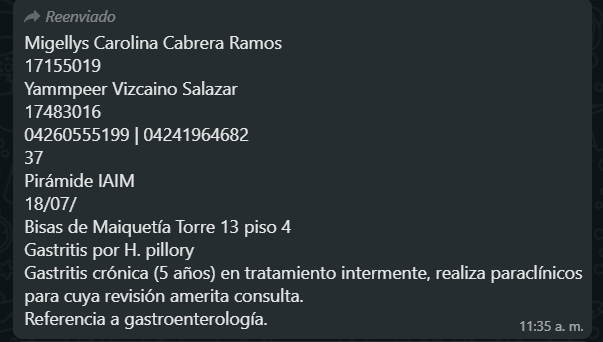 Reenviado
Migellys Carolina Cabrera Ramos
17155019
Yammpeer Vizcaino Salazar
17483016
04260555199 | 04241964682
37
Pirámide IAIM
18/07/
Bisas de Maiquetía Torre 13 piso 4
Gastritis por H. pillory
Gastritis crónica (5 años) en tratamiento intermente, realiza paraclínicos
para cuya revisión amerita consulta.
Referencia a gastroenterología.
11:35 a. m.